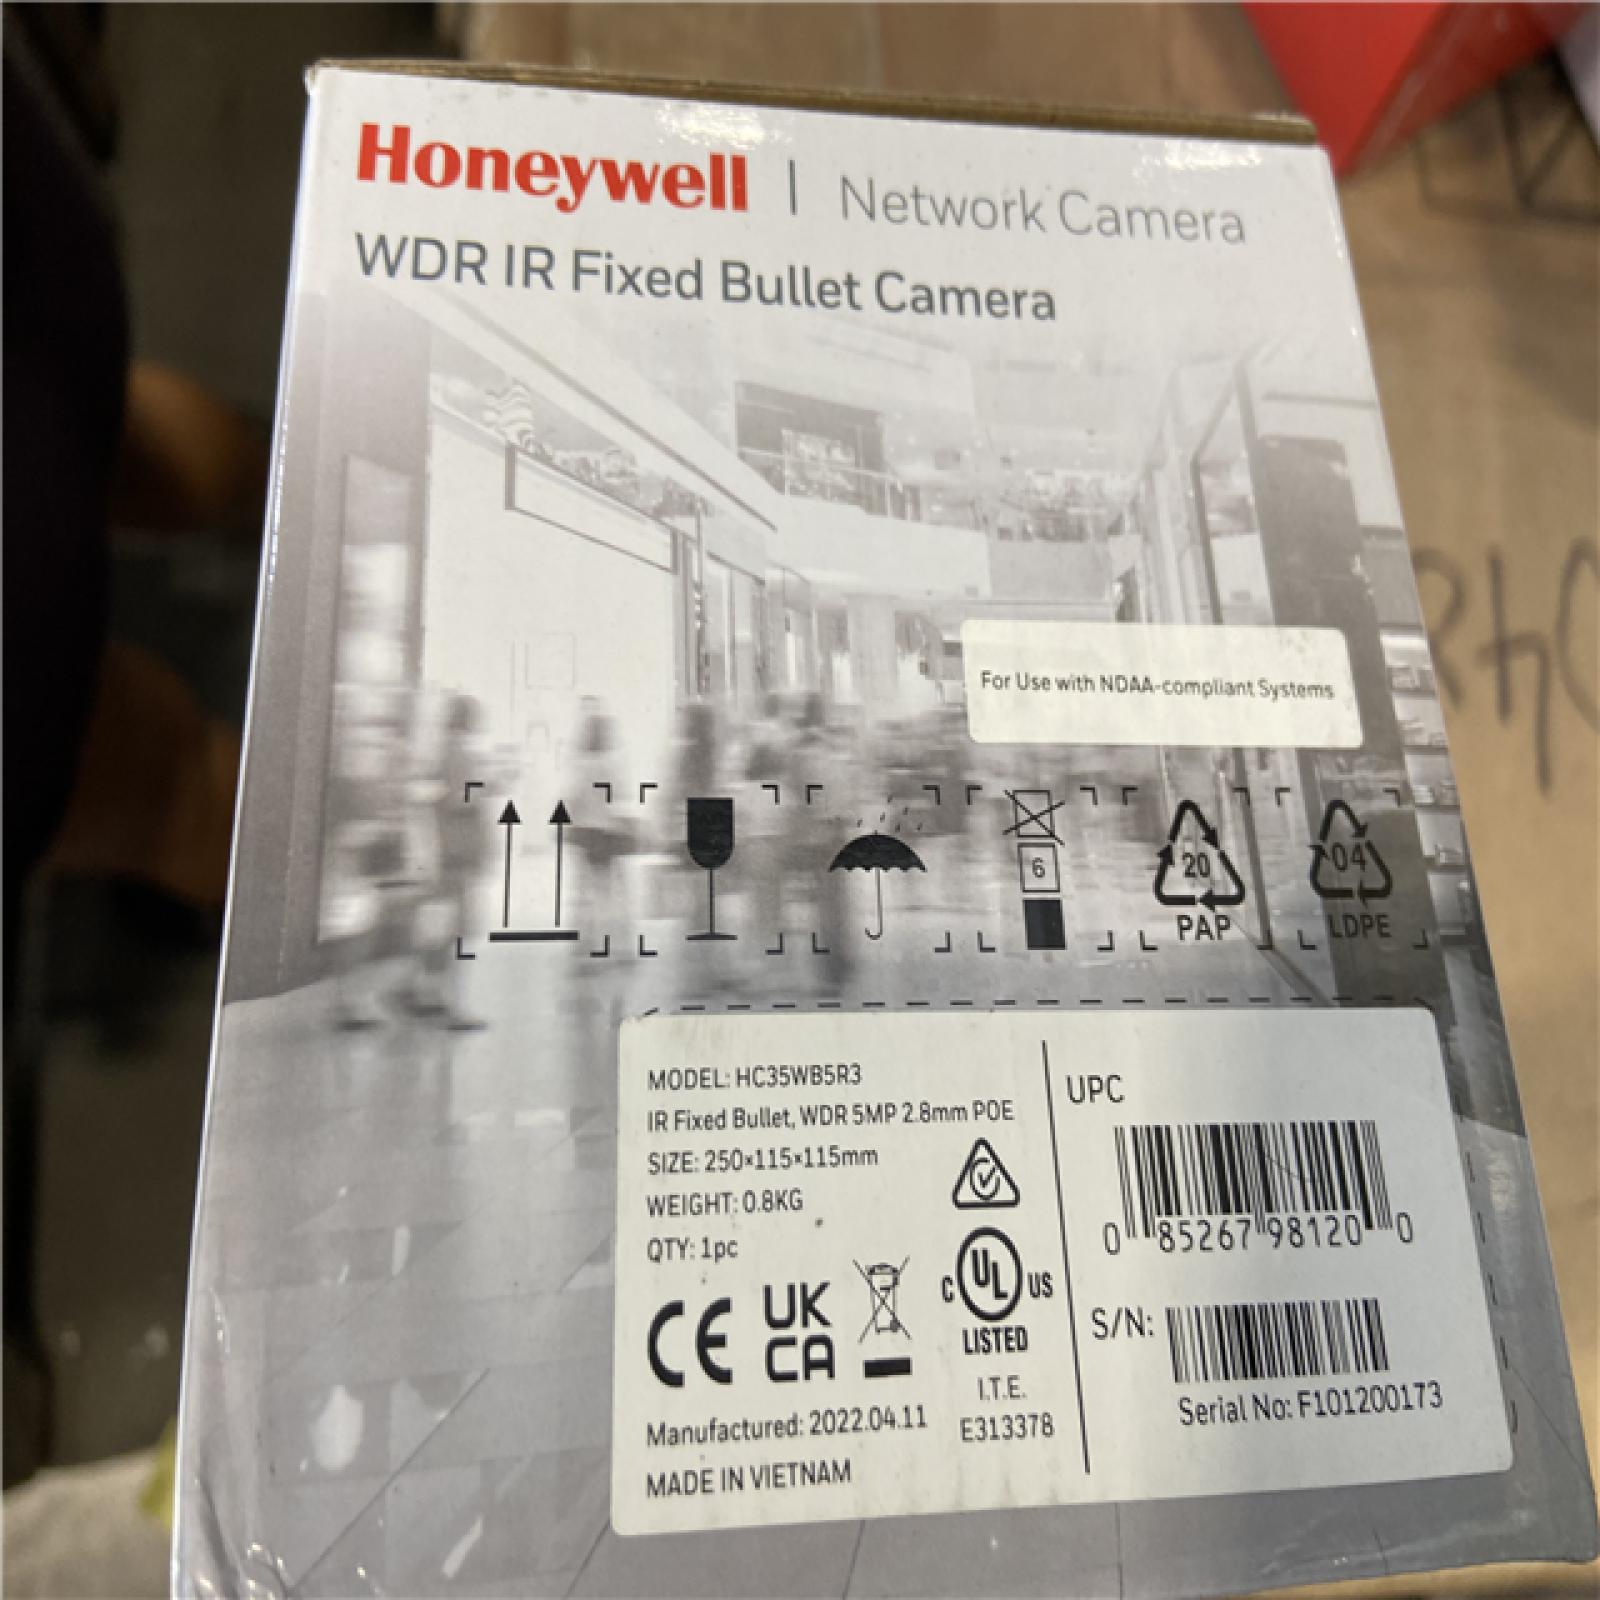 Honeywell | Network Camera
WDR IR Fixed Bullet Camera
For Use with NDAA-compliant Systems
6
20
PAP
04
LDPE
MODEL: HC35WB5R3
IR Fixed Bullet, WDR 5MP 2.8mm POE
SIZE: 250×115×115mm
WEIGHT: 0.8KG
QTY: 1pc
CE
UK
CA
C UL US
LISTED
I.T.E.
E313378
Manufactured: 2022.04.11
MADE IN VIETNAM
UPC
0 85267 98120 0
S/N:
Serial No: F101200173